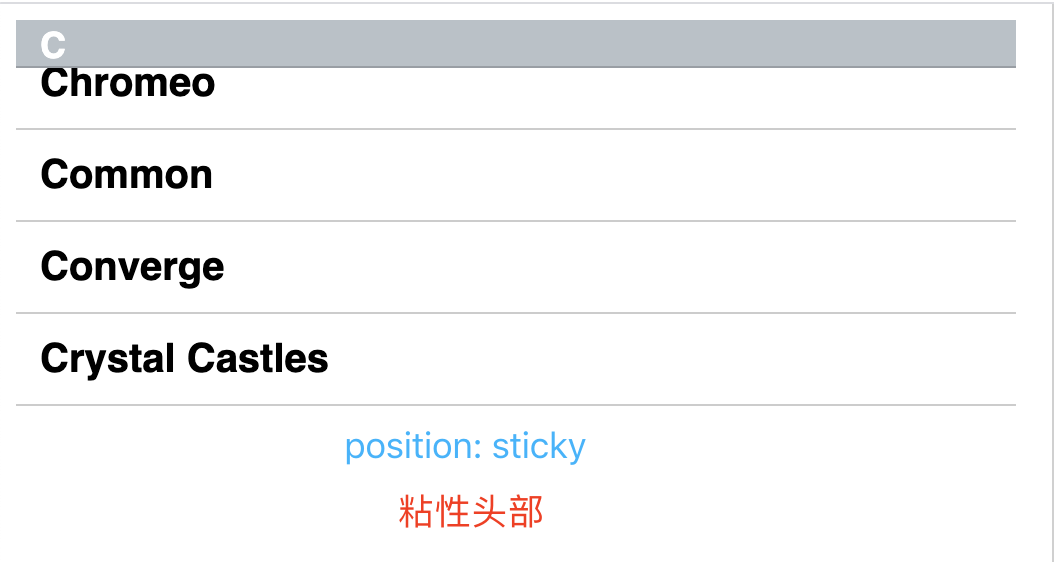 C
Chromeo
Common
Converge
Crystal Castles
position: sticky
粘性头部